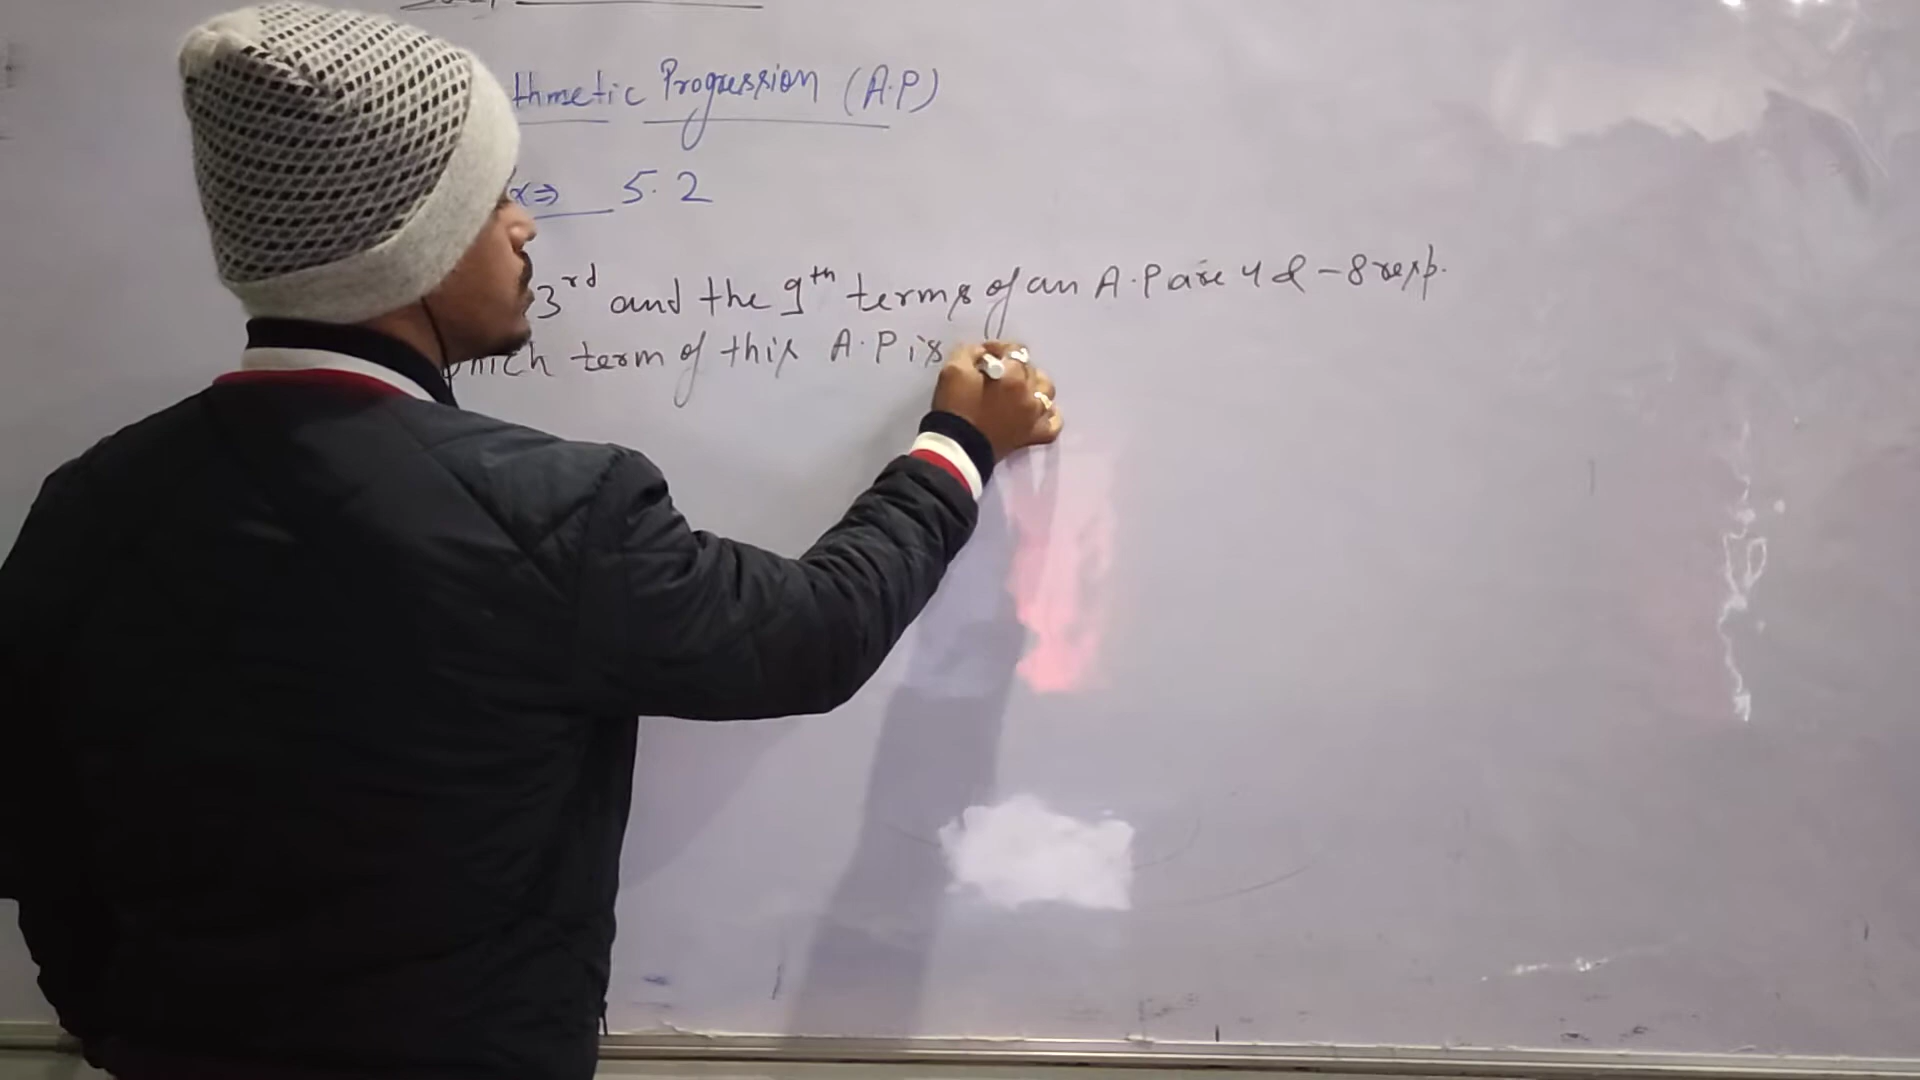 thmetic Progression (A.P)
x⇒ 5.2
3rd and the 9th terms of an A.P are 4 & -8 resp.
which term of this A.P is